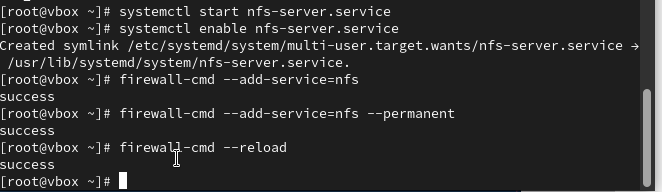 [root@vbox ~]# systemctl start nfs-server.service
[root@vbox ~]# systemctl enable nfs-server.service
Created symlink /etc/systemd/system/multi-user.target.wants/nfs-server.service →
 /usr/lib/systemd/system/nfs-server.service.
[root@vbox ~]# firewall-cmd --add-service=nfs
success
[root@vbox ~]# firewall-cmd --add-service=nfs --permanent
success
[root@vbox ~]# firewall-cmd --reload
success
[root@vbox ~]#